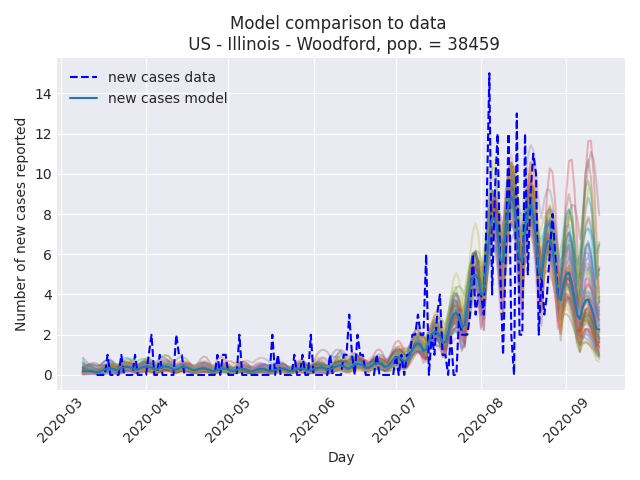 Model comparison to data
US - Illinois - Woodford, pop. = 38459
new cases data
new cases model
Number of new cases reported
14
12
10
8
6
4
2
0
2020-03
2020-04
2020-05
2020-06
2020-07
2020-08
2020-09
Day